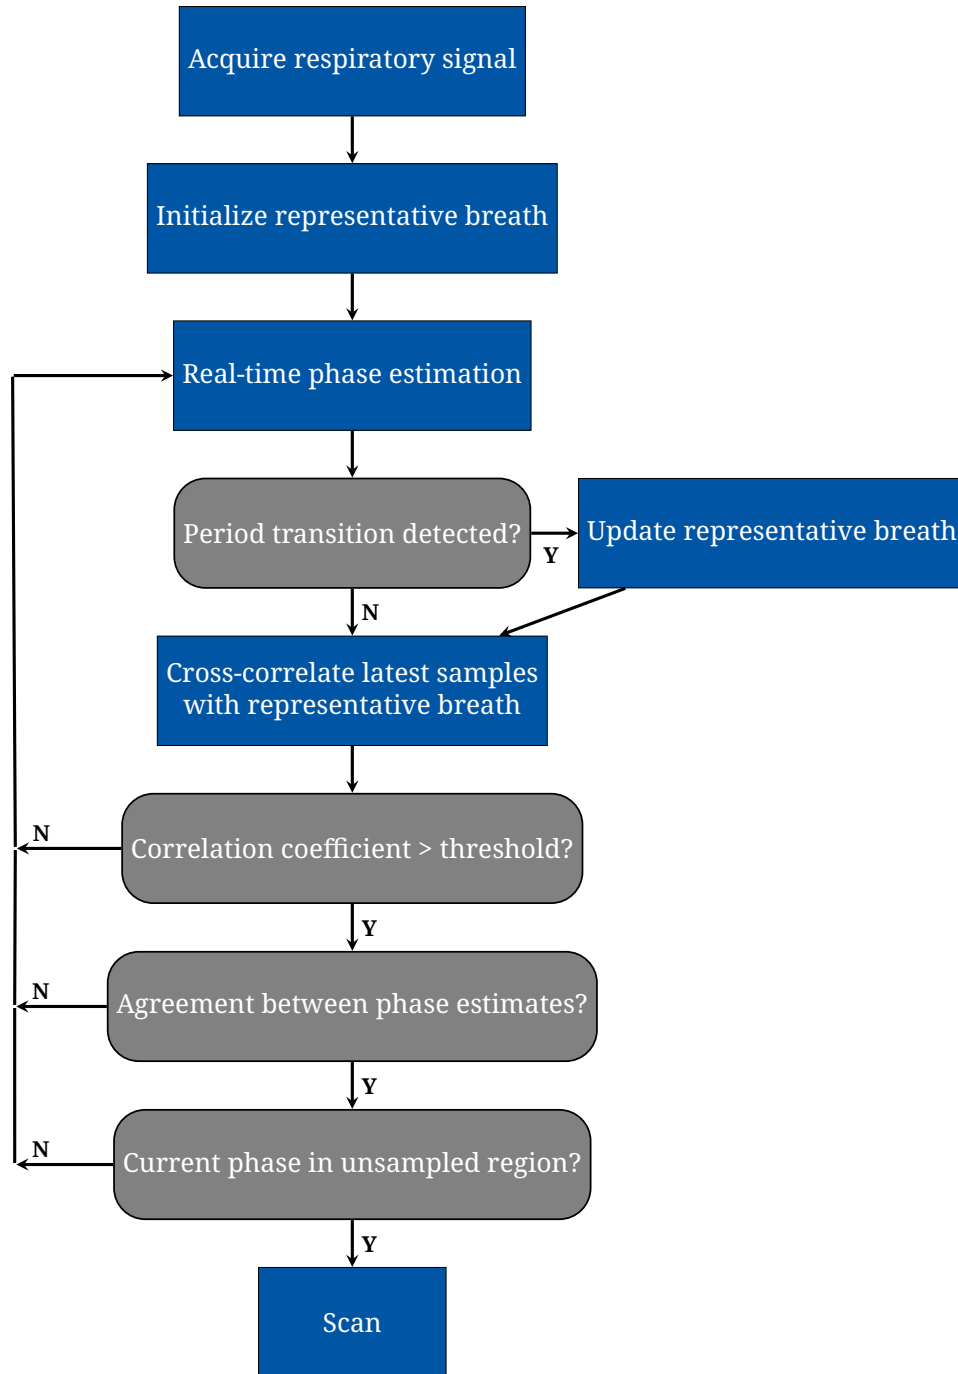 Acquire respiratory signal
Initialize representative breath
Real-time phase estimation
Period transition detected?
Y
Update representative breath
N
Cross-correlate latest samples
with representative breath
N
Correlation coefficient > threshold?
Y
N
Agreement between phase estimates?
Y
N
Current phase in unsampled region?
Y
Scan